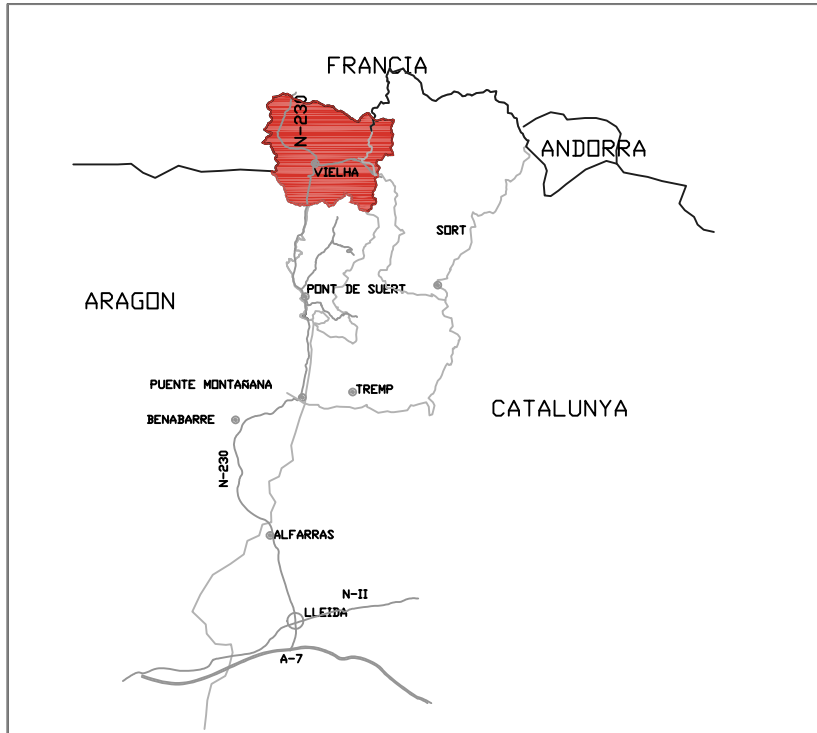 FRANCIA
N-230
ANDORRA
VIELHA
SORT
PONT DE SUERT
ARAGON
PUENTE MONTAÑANA
TREMP
CATALUNYA
BENABARRE
N-230
ALFARRAS
N-II
LLEIDA
A-7